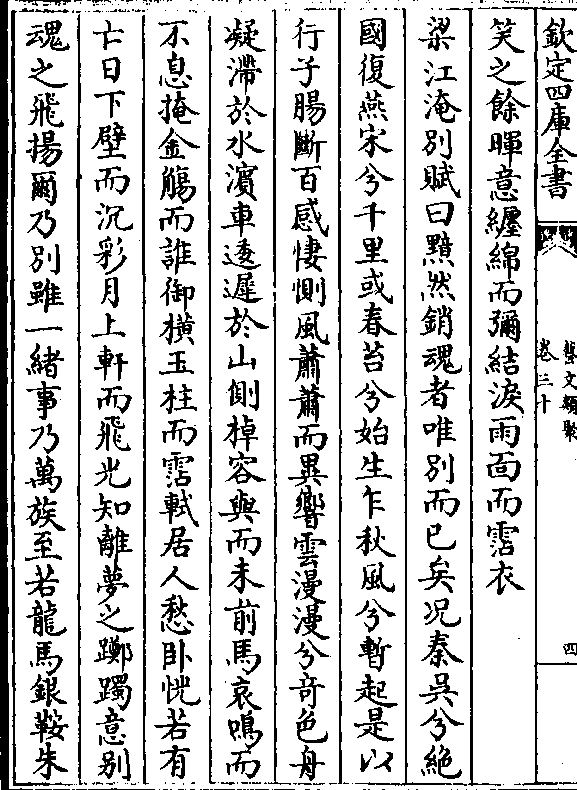 欽定四庫全書
藝文類聚
卷三十
四
笑之餘暉意纏綿而彌結淚雨面而霑衣
梁江淹別賦曰黯然銷魂者唯別而已矣况秦吳兮絶
國復燕宋兮千里或春苔兮始生乍秋風兮暫起是以
行子腸斷百感悽惻風蕭蕭而異響雲漫漫兮竒色舟
凝滯於水濱車逶遲於山側棹容與而未前馬哀鳴而
不息掩金觴而誰御橫玉柱而霑軾居人愁卧恍若有
亡日下壁而沉彩月上軒而飛光知離夢之躑躅意别
魂之飛揚爾乃别雖一緒事乃萬族至若龍馬銀鞍朱